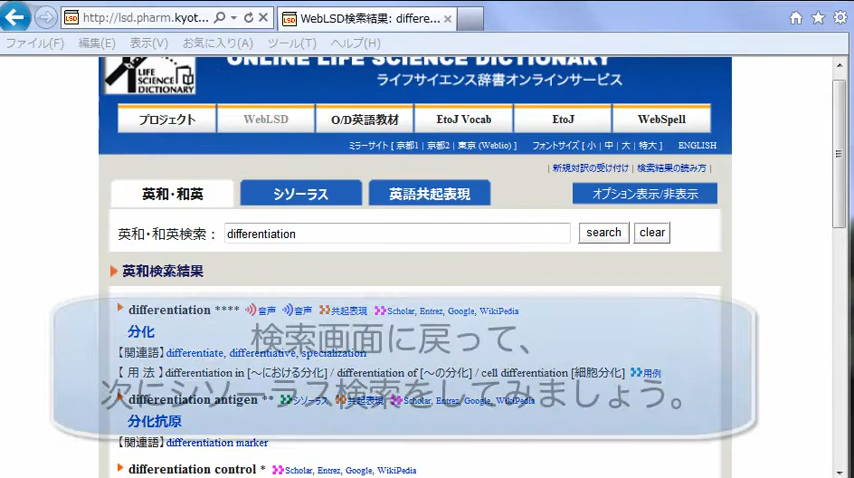 http://lsd.pharm.kyot...
WebLSD検索結果: differe...
ファイル(F) 編集(E) 表示(V) お気に入り(A) ツール(T) ヘルプ(H)
LIFE SCIENCE DICTIONARY
ONLINE LIFE SCIENCE DICTIONARY
ライフサイエンス辞書オンラインサービス
プロジェクト WebLSD O/D英語教材 EtoJ Vocab EtoJ WebSpell
ミラーサイト [ 京都1 | 京都2 | 東京 (Weblio) ] フォントサイズ [ 小 | 中 | 大 | 特大 ] ENGLISH
| 新規対訳の受け付け | 検索結果の読み方 |
英和・和英 シソーラス 英語共起表現 オプション表示/非表示
英和・和英検索： differentiation search clear
英和検索結果
differentiation **** 音声 音声 共起表現 Scholar, Entrez, Google, WikiPedia
分化
検索画面に戻って、
【関連語】differentiate, differentiative, specialization
【 用 法 】differentiation in [～における分化] / differentiation of [～の分化] / cell differentiation [細胞分化] 用例
次にシソーラス検索をしてみましょう。
differentiation antigen ** シソーラス 共起表現 Scholar, Entrez, Google, WikiPedia
分化抗原
【関連語】differentiation marker
differentiation control * Scholar, Entrez, Google, WikiPedia